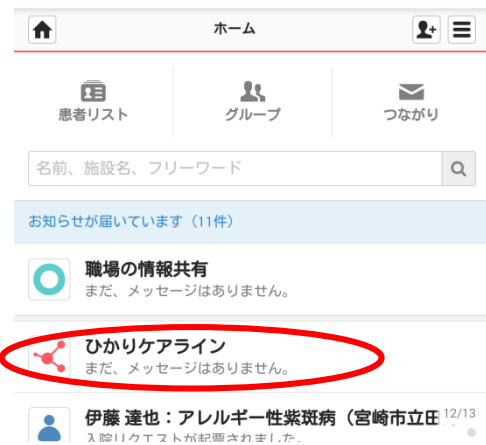 ホーム
患者リスト グループ つながり
名前、施設名、フリーワード
お知らせが届いています（11件）
職場の情報共有
まだ、メッセージはありません。
ひかりケアライン
まだ、メッセージはありません。
伊藤 達也：アレルギー性紫斑病（宮崎市立田 12/13
入院リクエストが起票されました。